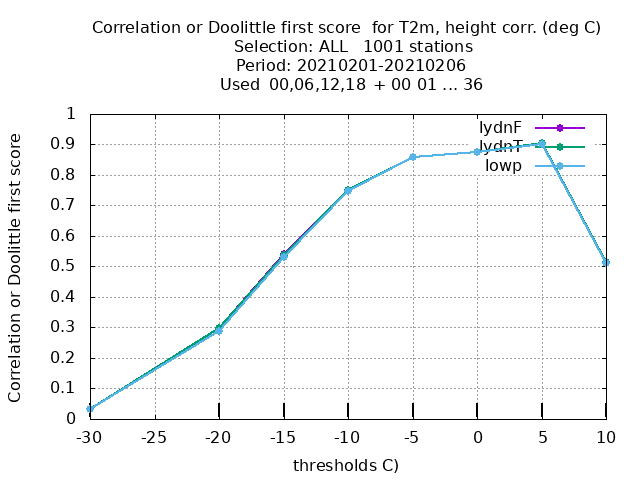 Correlation or Doolittle first score  for T2m, height corr. (deg C)
Selection: ALL   1001 stations
Period: 20210201-20210206
Used  00,06,12,18  + 00 01 ... 36
Correlation or Doolittle first score
1
0.9
0.8
0.7
0.6
0.5
0.4
0.3
0.2
0.1
0
lydnF
lydnT
lowp
-30 -25 -20 -15 -10 -5 0 5 10
thresholds C)